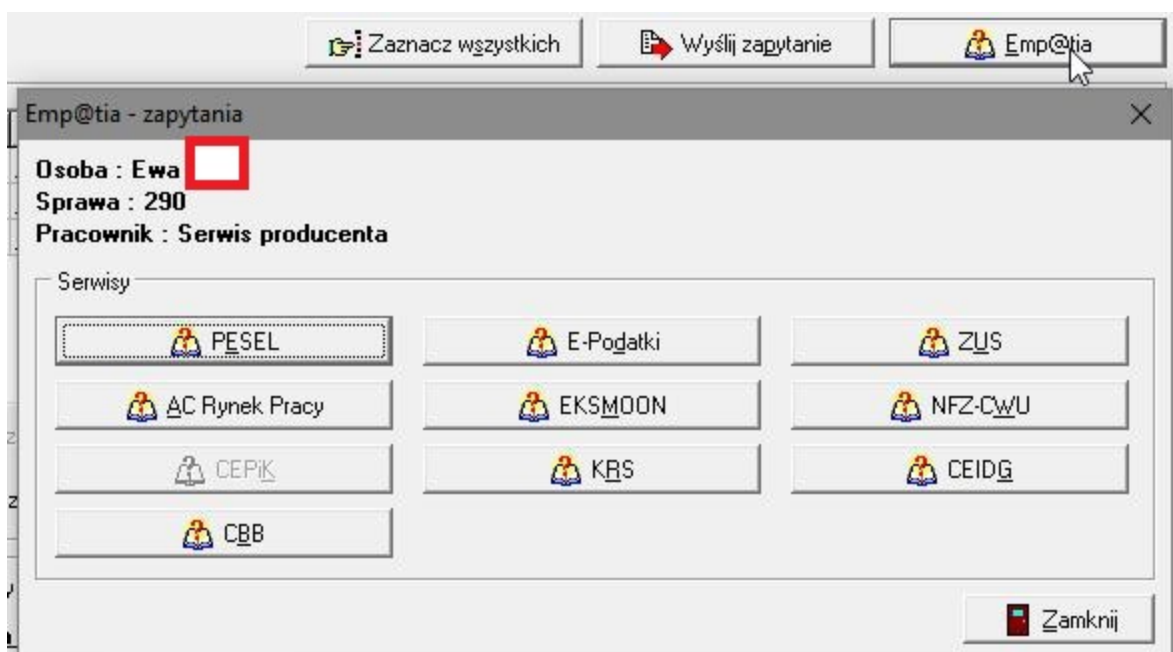 Zaznacz wszystkich Wyślij zapytanie Emp@tia
Emp@tia - zapytania
Osoba : Ewa
Sprawa : 290
Pracownik : Serwis producenta
Serwisy
PESEL E-Podatki ZUS
AC Rynek Pracy EKSMOON NFZ-CWU
CEPiK KRS CEIDG
CBB
Zamknij